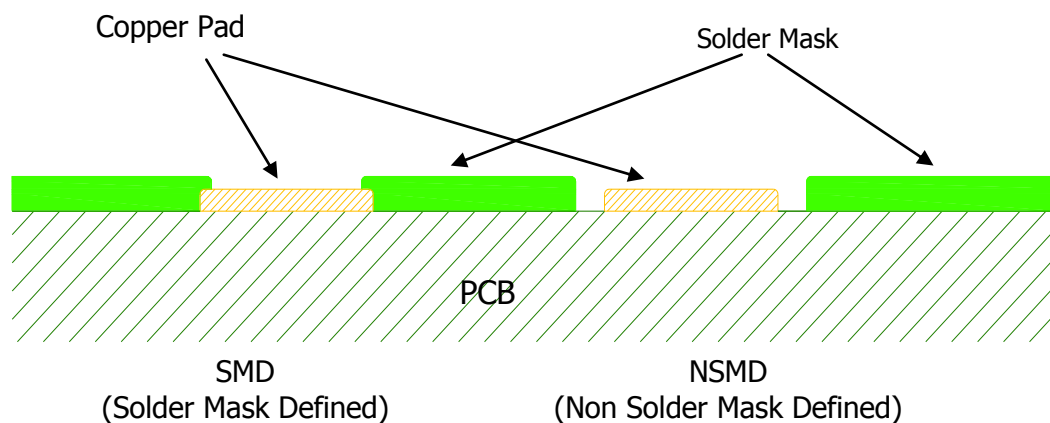 Copper Pad
Solder Mask
PCB
SMD
(Solder Mask Defined)
NSMD
(Non Solder Mask Defined)